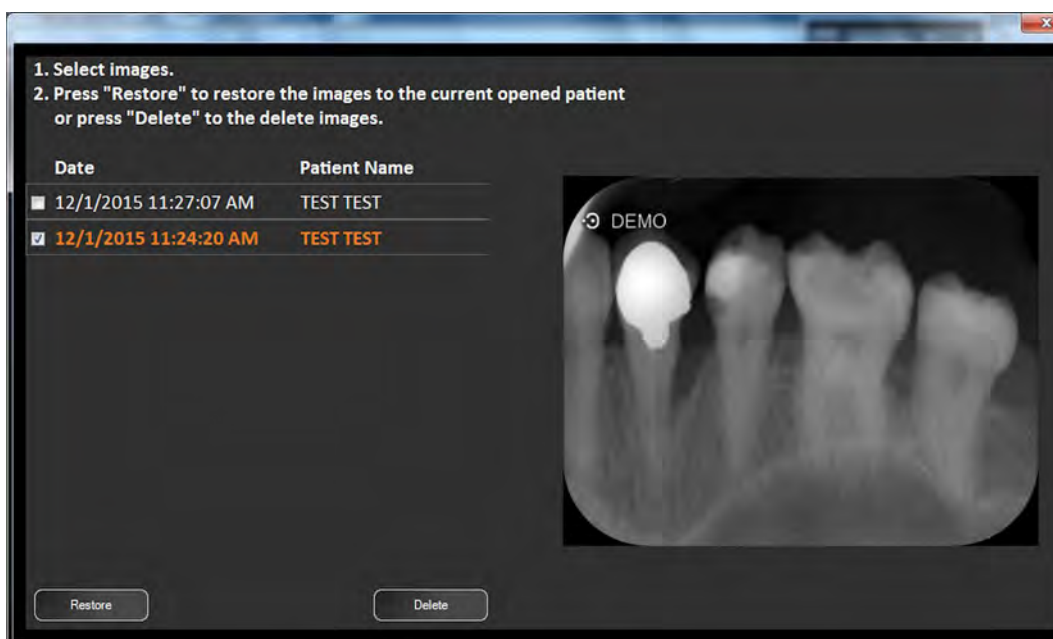 1. Select images.
2. Press "Restore" to restore the images to the current opened patient
or press "Delete" to the delete images.
Date Patient Name
12/1/2015 11:27:07 AM TEST TEST
12/1/2015 11:24:20 AM TEST TEST
DEMO
Restore Delete